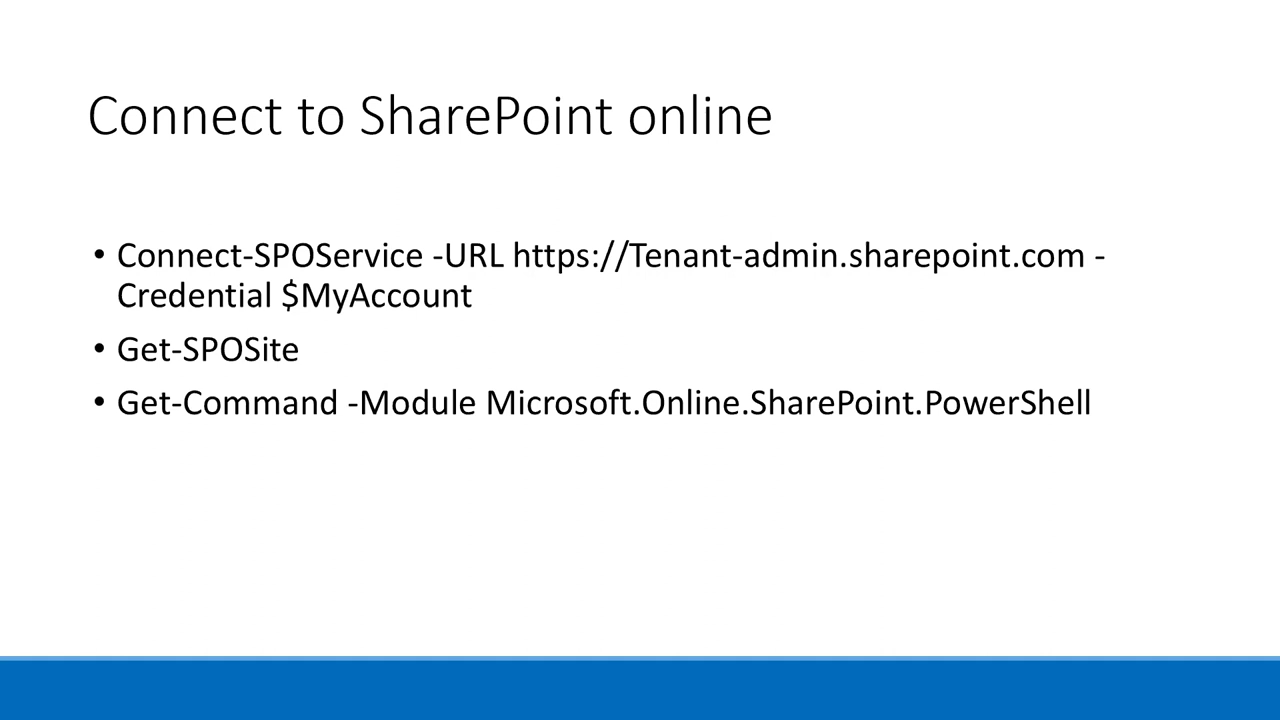 Connect to SharePoint online
• Connect-SPOService -URL https://Tenant-admin.sharepoint.com -
Credential $MyAccount
• Get-SPOSite
• Get-Command -Module Microsoft.Online.SharePoint.PowerShell